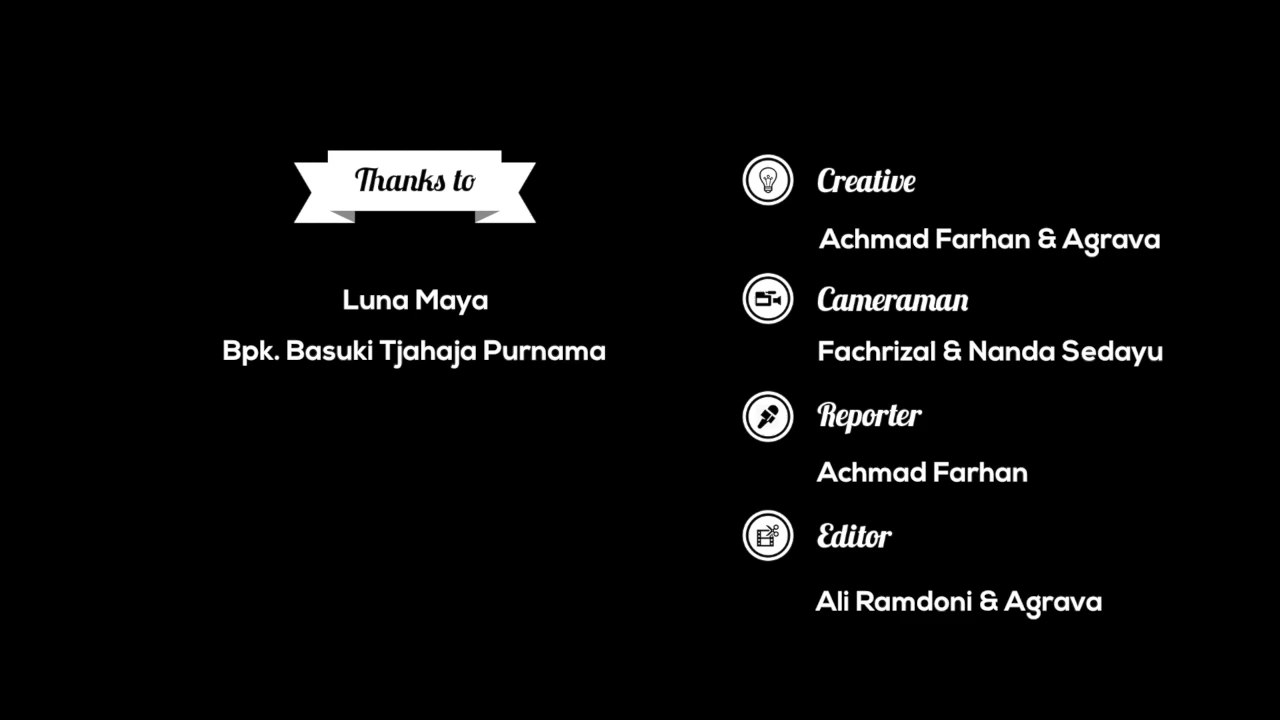 Thanks to
Luna Maya
Bpk. Basuki Tjahaja Purnama
Creative
Achmad Farhan & Agrava
Cameraman
Fachrizal & Nanda Sedayu
Reporter
Achmad Farhan
Editor
Ali Ramdoni & Agrava